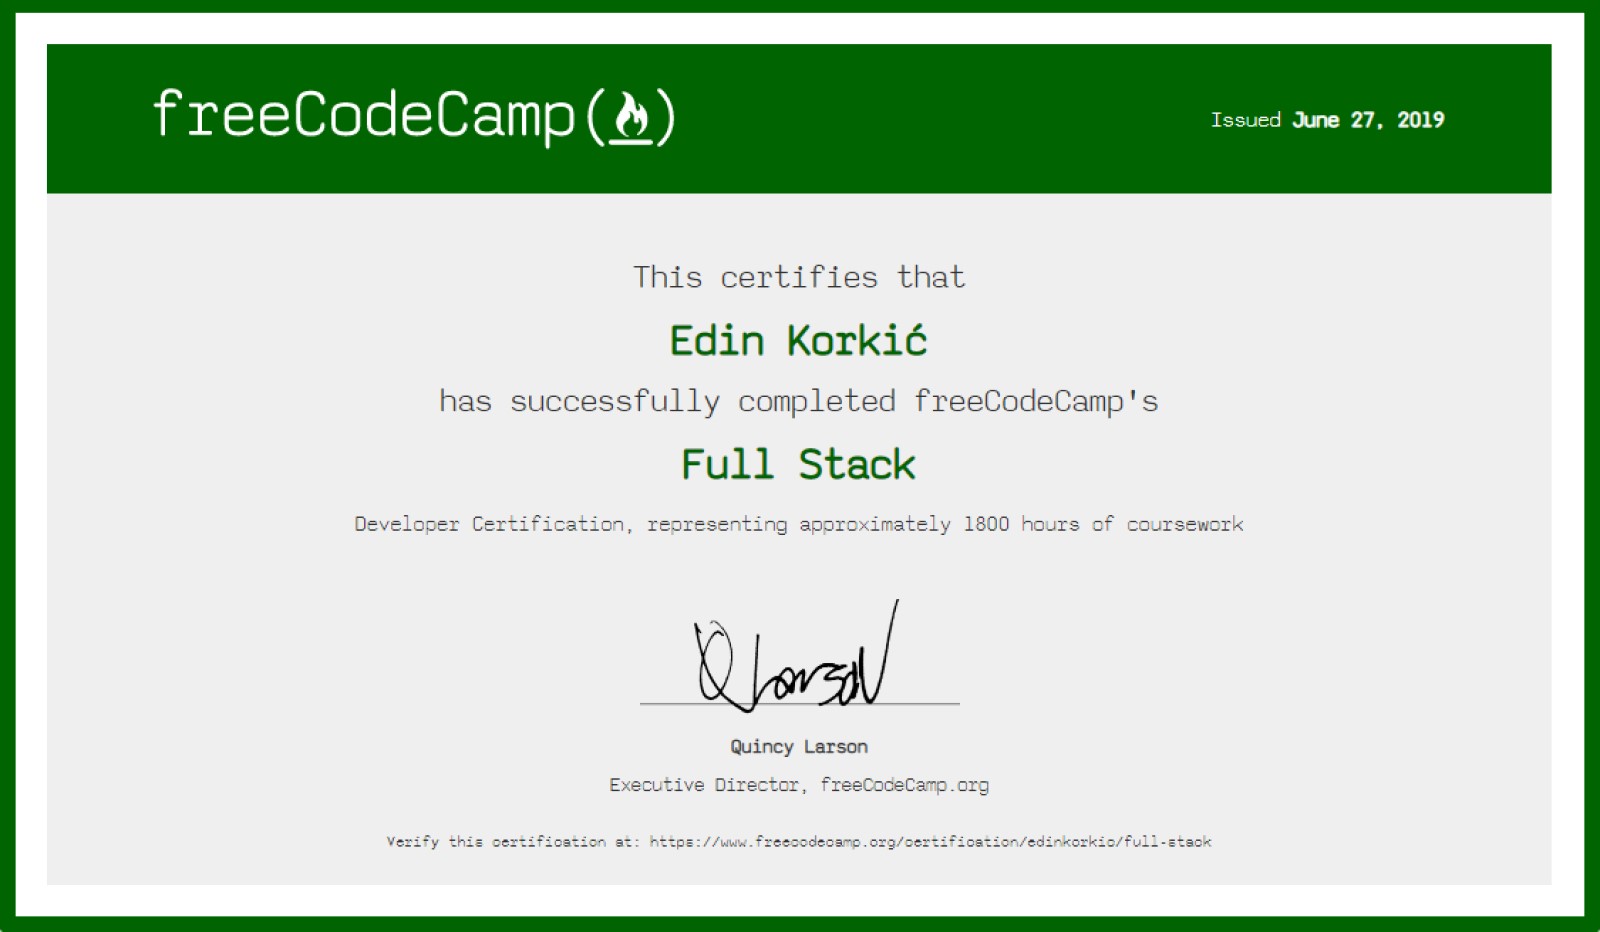 freeCodeCamp(🔥)
Issued June 27, 2019
This certifies that
Edin Korkić
has successfully completed freeCodeCamp's
Full Stack
Developer Certification, representing approximately 1800 hours of coursework
Q Larson
Quincy Larson
Executive Director, freeCodeCamp.org
Verify this certification at: https://www.freecodecamp.org/certification/edinkorkic/full-stack